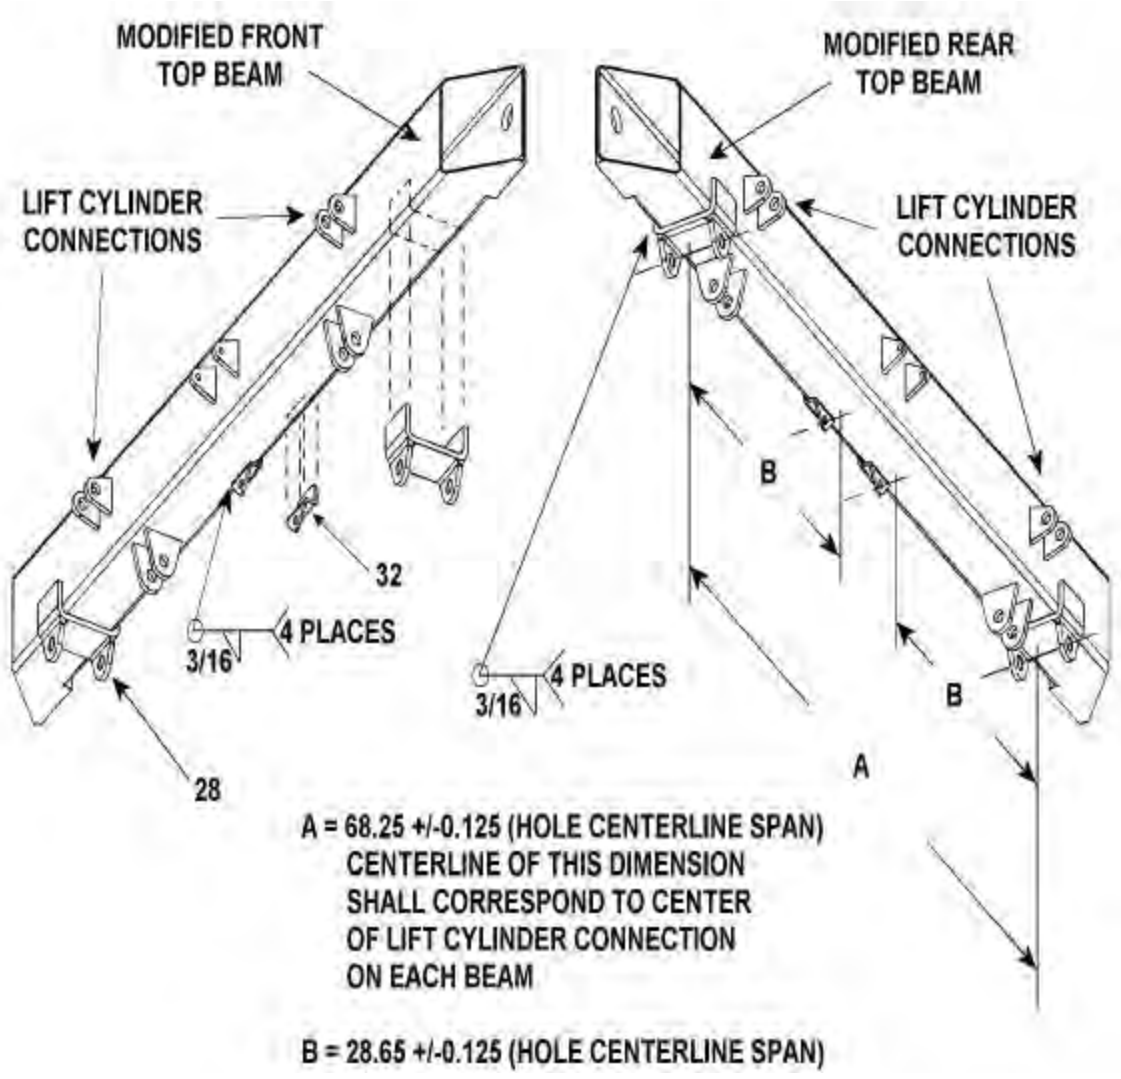 MODIFIED FRONT
TOP BEAM
MODIFIED REAR
TOP BEAM
LIFT CYLINDER
CONNECTIONS
LIFT CYLINDER
CONNECTIONS
B
32
4 PLACES
3/16
4 PLACES
3/16
B
28
A
A = 68.25 +/-0.125 (HOLE CENTERLINE SPAN)
CENTERLINE OF THIS DIMENSION
SHALL CORRESPOND TO CENTER
OF LIFT CYLINDER CONNECTION
ON EACH BEAM
B = 28.65 +/-0.125 (HOLE CENTERLINE SPAN)